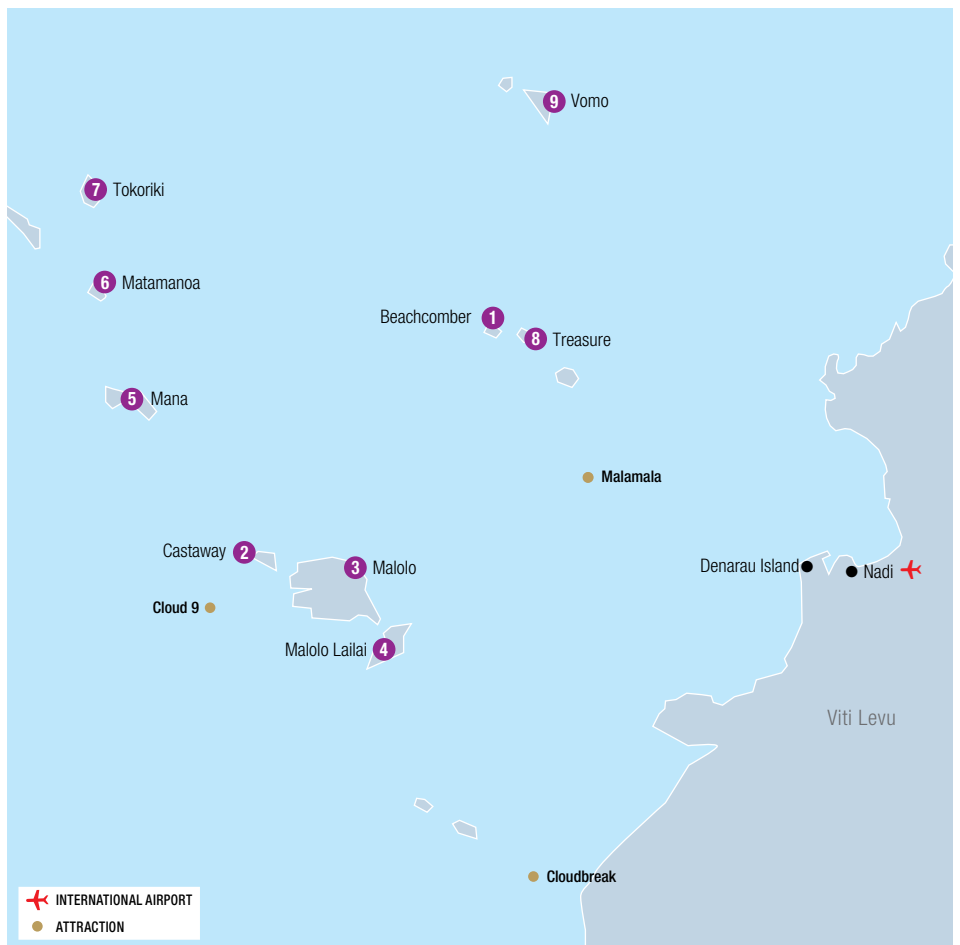 9 Vomo
7 Tokoriki
6 Matamanoa
Beachcomber 1
8 Treasure
5 Mana
Malamala
Castaway 2
3 Malolo
Denarau Island
Nadi
Cloud 9
Malolo Lailai 4
Viti Levu
Cloudbreak
INTERNATIONAL AIRPORT
ATTRACTION